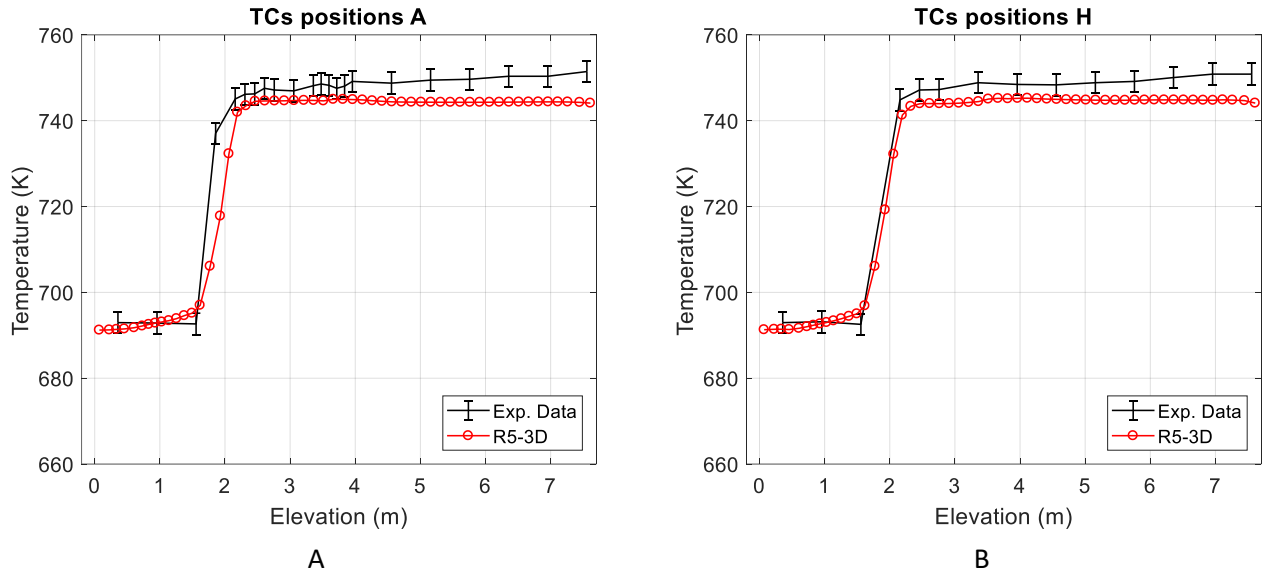 TCs positions A
760
740
720
700
680
660
Temperature (K)
0 1 2 3 4 5 6 7
Elevation (m)
Exp. Data
R5-3D
A
TCs positions H
760
740
720
700
680
660
Temperature (K)
0 1 2 3 4 5 6 7
Elevation (m)
Exp. Data
R5-3D
B